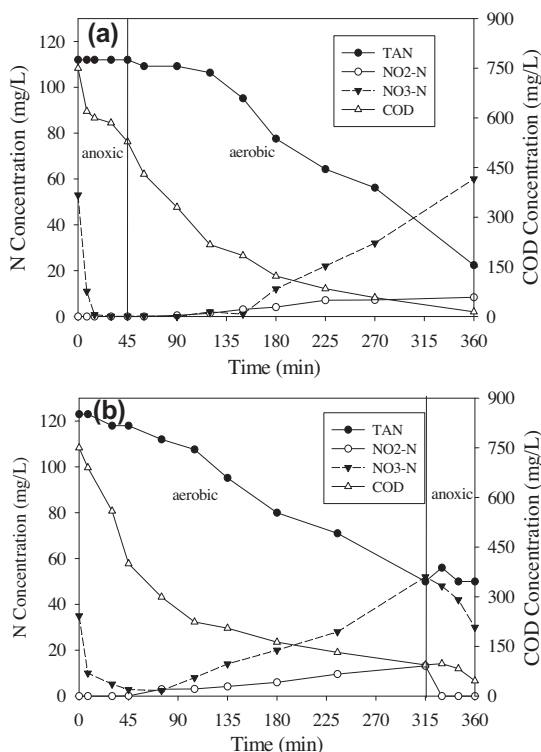 (a)
120
100
80
60
40
20
0
N Concentration (mg/L)
900
750
600
450
300
150
0
COD Concentration (mg/L)
TAN
NO2-N
NO3-N
COD
anoxic
aerobic
0 45 90 135 180 225 270 315 360
Time (min)
(b)
120
100
80
60
40
20
0
N Concentration (mg/L)
900
750
600
450
300
150
0
COD Concentration (mg/L)
TAN
NO2-N
NO3-N
COD
aerobic
anoxic
0 45 90 135 180 225 270 315 360
Time (min)